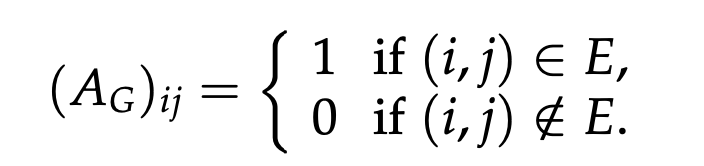 (A_G)_{ij} = { 1 if (i, j) ∈ E,
0 if (i, j) ∉ E.